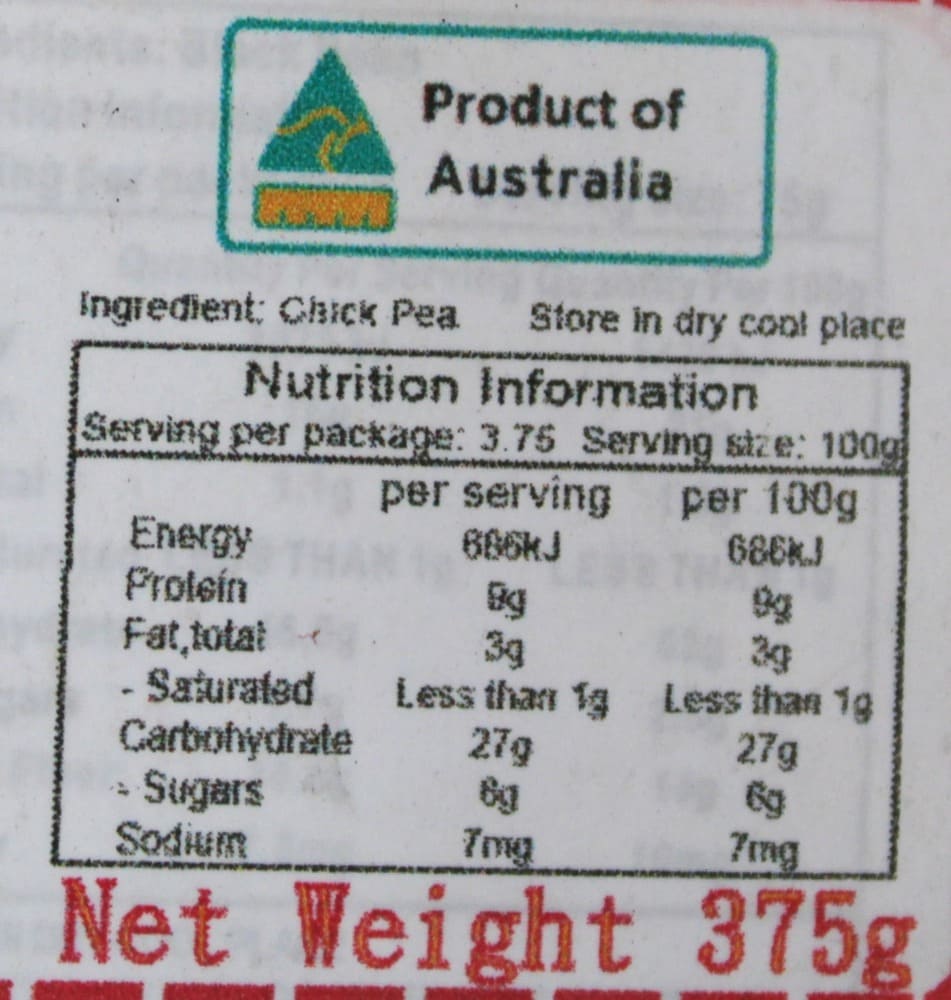 Product of
Australia
Ingredient: Chick Pea Store in dry cool place
Nutrition Information
Serving per package: 3.75 Serving size: 100g
per serving per 100g
Energy 686kJ 686kJ
Protein 9g 9g
Fat,total 3g 3g
- Saturated Less than 1g Less than 1g
Carbohydrate 27g 27g
- Sugars 6g 6g
Sodium 7mg 7mg
Net Weight 375g